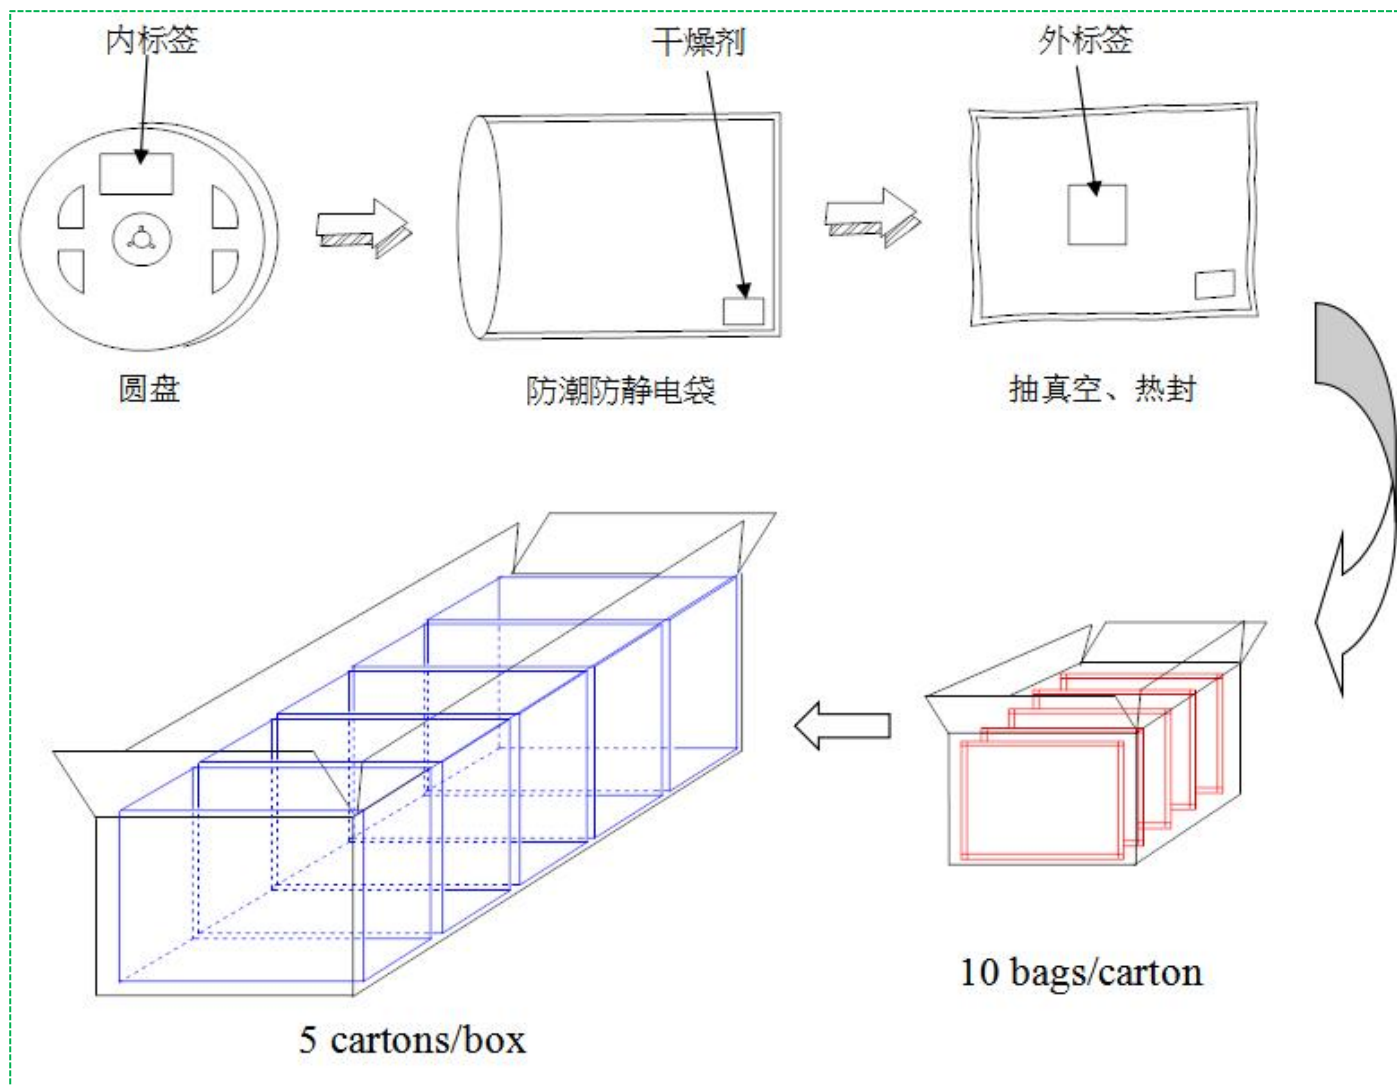 内标签
干燥剂
外标签
圆盘
防潮防静电袋
抽真空、热封
10 bags/carton
5 cartons/box